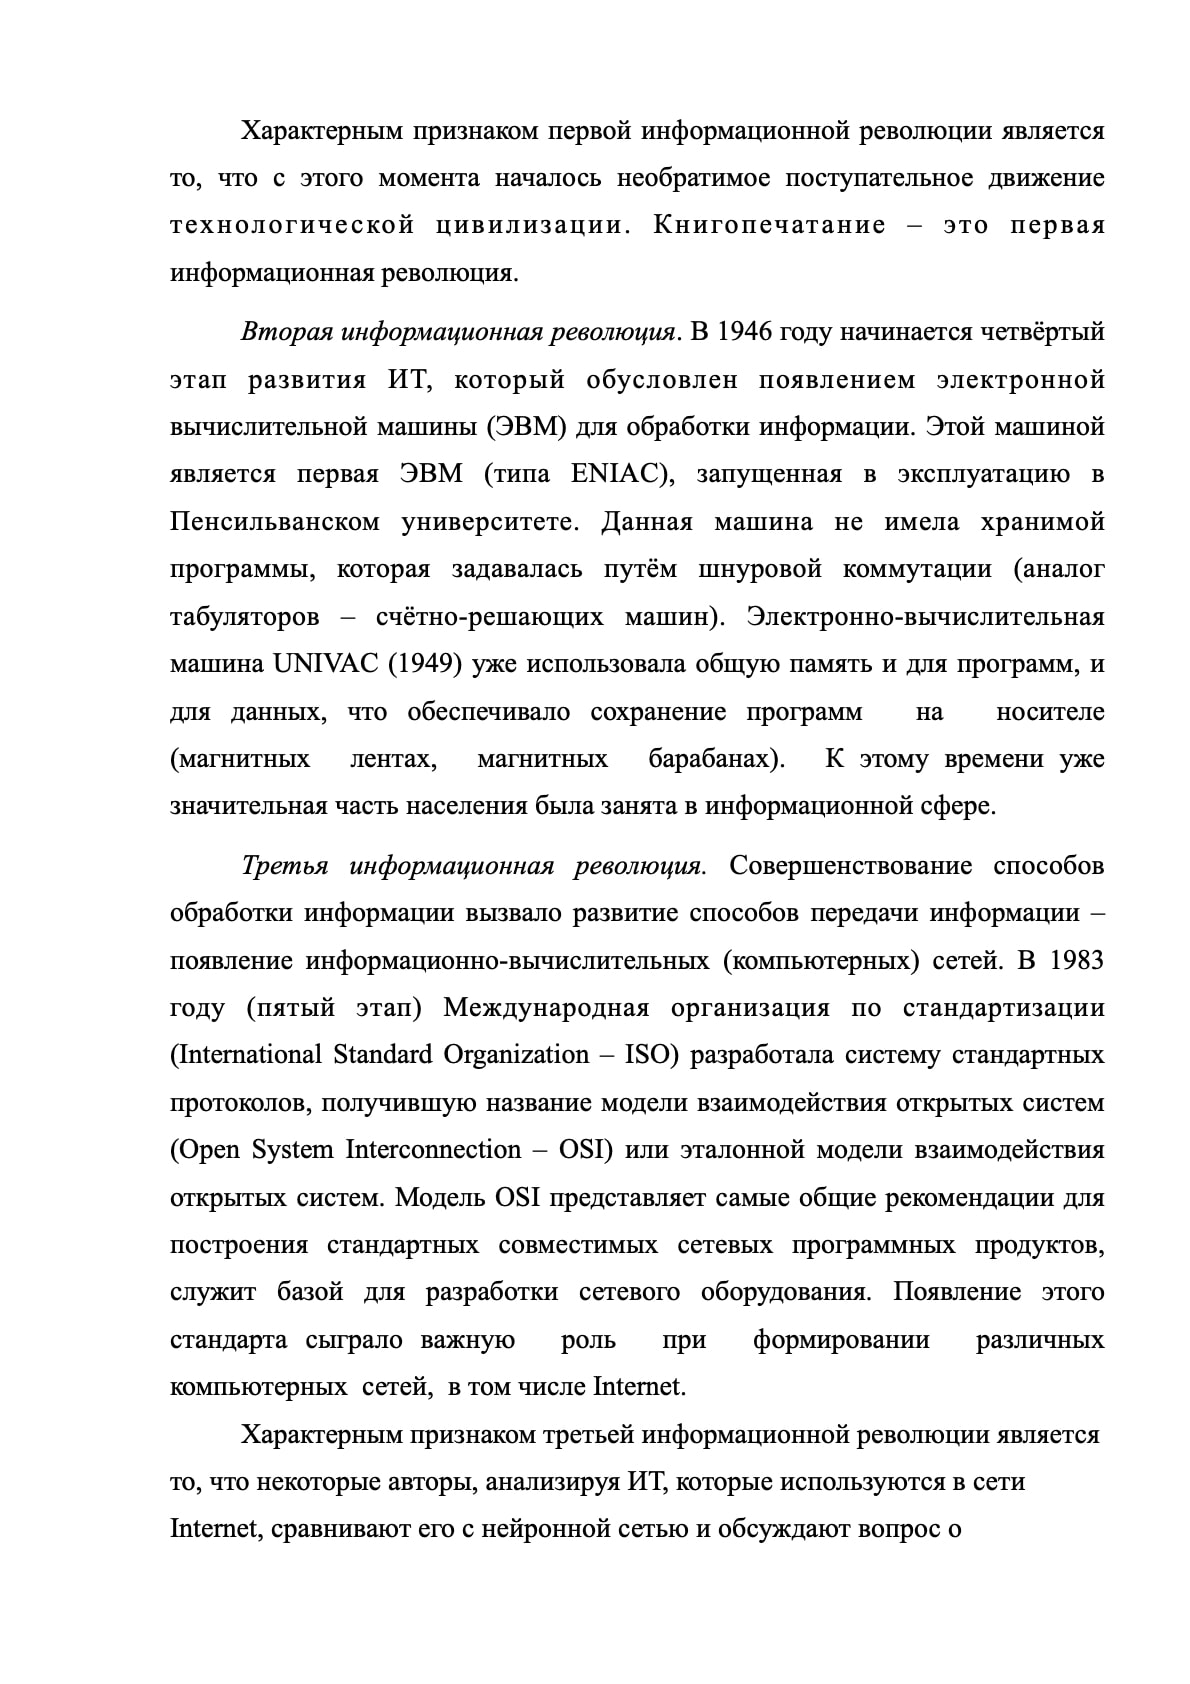 Характерным признаком первой информационной революции является
то, что с этого момента началось необратимое поступательное движение
технологической цивилизации. Книгопечатание – это первая
информационная революция.
Вторая информационная революция. В 1946 году начинается четвёртый
этап развития ИТ, который обусловлен появлением электронной
вычислительной машины (ЭВМ) для обработки информации. Этой машиной
является первая ЭВМ (типа ENIAC), запущенная в эксплуатацию в
Пенсильванском университете. Данная машина не имела хранимой
программы, которая задавалась путём шнуровой коммутации (аналог
табуляторов – счётно-решающих машин). Электронно-вычислительная
машина UNIVAC (1949) уже использовала общую память и для программ, и
для данных, что обеспечивало сохранение программ на носителе
(магнитных лентах, магнитных барабанах). К этому времени уже
значительная часть населения была занята в информационной сфере.
Третья информационная революция. Совершенствование способов
обработки информации вызвало развитие способов передачи информации –
появление информационно-вычислительных (компьютерных) сетей. В 1983
году (пятый этап) Международная организация по стандартизации
(International Standard Organization – ISO) разработала систему стандартных
протоколов, получившую название модели взаимодействия открытых систем
(Open System Interconnection – OSI) или эталонной модели взаимодействия
открытых систем. Модель OSI представляет самые общие рекомендации для
построения стандартных совместимых сетевых программных продуктов,
служит базой для разработки сетевого оборудования. Появление этого
стандарта сыграло важную роль при формировании различных
компьютерных сетей, в том числе Internet.
Характерным признаком третьей информационной революции является
то, что некоторые авторы, анализируя ИТ, которые используются в сети
Internet, сравнивают его с нейронной сетью и обсуждают вопрос о